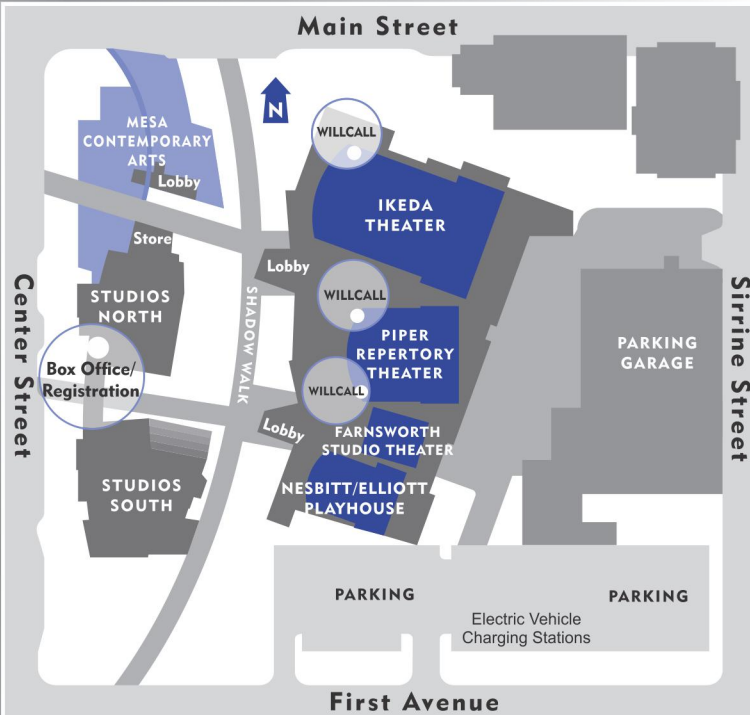 Main Street
N
MESA
CONTEMPORARY
ARTS
Lobby
Store
STUDIOS
NORTH
Box Office/
Registration
STUDIOS
SOUTH
Center Street
SHADOW WALK
WILLCALL
IKEDA
THEATER
Lobby
WILLCALL
PIPER
REPERTORY
THEATER
WILLCALL
Lobby
FARNSWORTH
STUDIO THEATER
NESBITT/ELLIOTT
PLAYHOUSE
PARKING
GARAGE
Sirrine Street
PARKING
PARKING
Electric Vehicle
Charging Stations
First Avenue